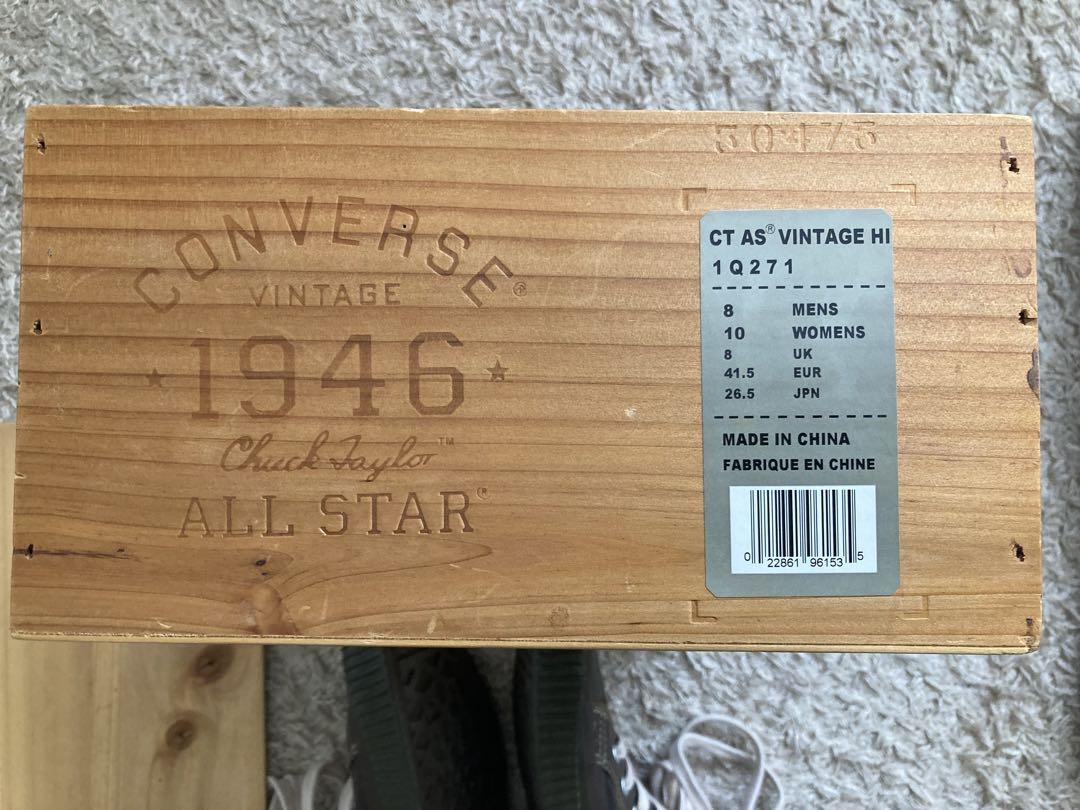 CONVERSE®
VINTAGE
★ 1946 ★
Chuck Taylor™
ALL STAR®
CT AS® VINTAGE HI
1Q271
8 MENS
10 WOMENS
8 UK
41.5 EUR
26.5 JPN
MADE IN CHINA
FABRIQUE EN CHINE
0 22861 96153 5